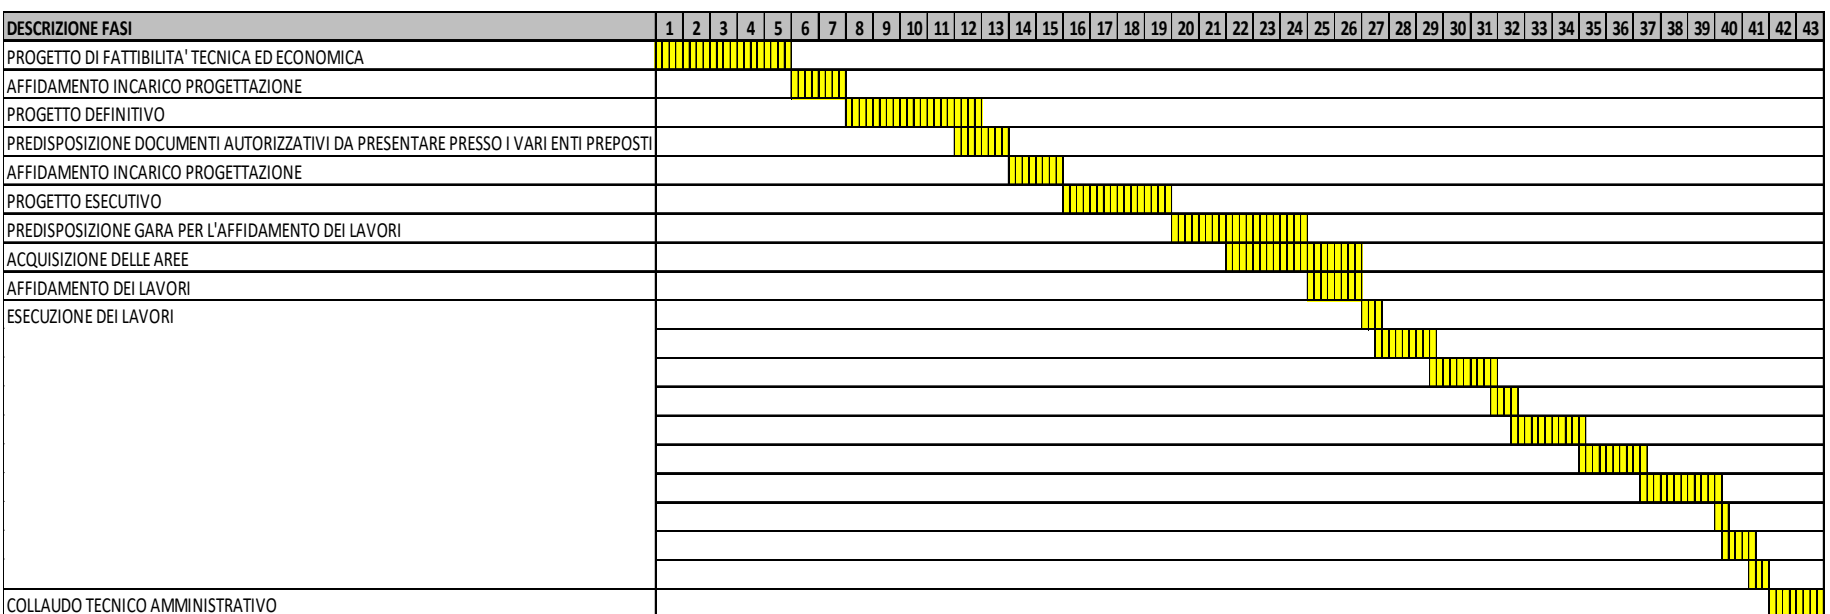 DESCRIZIONE FASI 1 2 3 4 5 6 7 8 9 10 11 12 13 14 15 16 17 18 19 20 21 22 23 24 25 26 27 28 29 30 31 32 33 34 35 36 37 38 39 40 41 42 43
PROGETTO DI FATTIBILITA' TECNICA ED ECONOMICA
AFFIDAMENTO INCARICO PROGETTAZIONE
PROGETTO DEFINITIVO
PREDISPOSIZIONE DOCUMENTI AUTORIZZATIVI DA PRESENTARE PRESSO I VARI ENTI PREPOSTI
AFFIDAMENTO INCARICO PROGETTAZIONE
PROGETTO ESECUTIVO
PREDISPOSIZIONE GARA PER L'AFFIDAMENTO DEI LAVORI
ACQUISIZIONE DELLE AREE
AFFIDAMENTO DEI LAVORI
ESECUZIONE DEI LAVORI
COLLAUDO TECNICO AMMINISTRATIVO